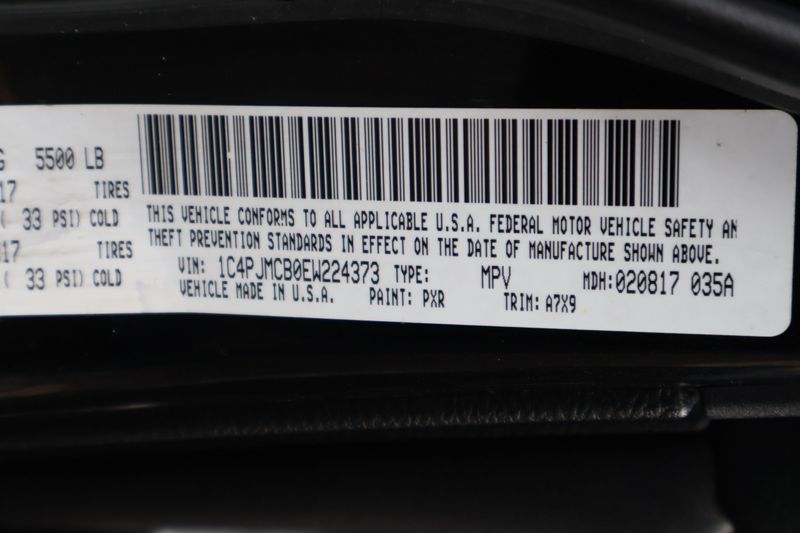 G 5500 LB
17 TIRES
( 33 PSI) COLD
17 TIRES
( 33 PSI) COLD
THIS VEHICLE CONFORMS TO ALL APPLICABLE U.S.A. FEDERAL MOTOR VEHICLE SAFETY AN
THEFT PREVENTION STANDARDS IN EFFECT ON THE DATE OF MANUFACTURE SHOWN ABOVE.
VIN: 1C4PJMCB0EW224373 TYPE: MPV MDH:020817 035A
VEHICLE MADE IN U.S.A. PAINT: PXR TRIM: A7X9